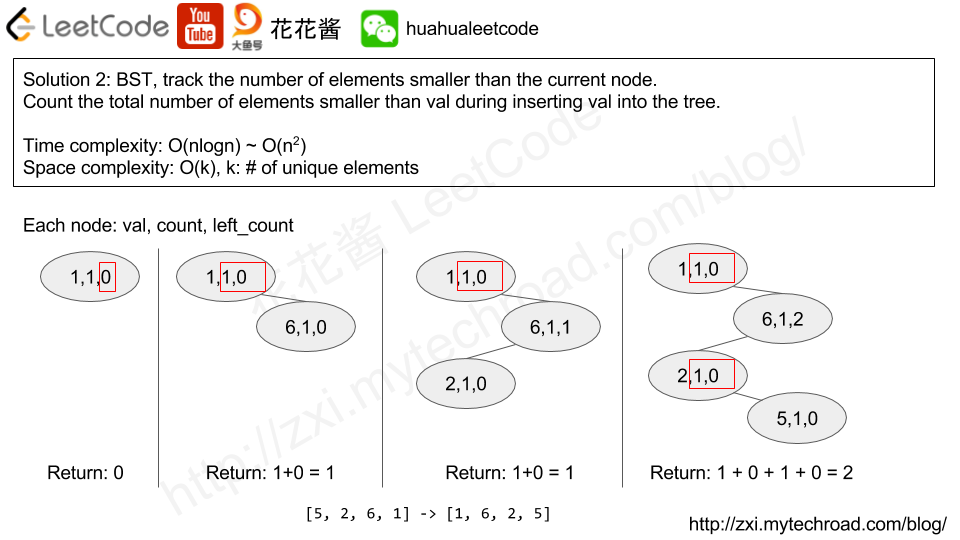 LeetCode You Tube 大鱼号 花花酱 huahualeetcode
Solution 2: BST, track the number of elements smaller than the current node.
Count the total number of elements smaller than val during inserting val into the tree.
Time complexity: O(nlogn) ~ O(n²)
Space complexity: O(k), k: # of unique elements
Each node: val, count, left_count
1,1,0
1,1,0
6,1,0
1,1,0
6,1,1
2,1,0
1,1,0
6,1,2
2,1,0
5,1,0
Return: 0
Return: 1+0 = 1
Return: 1+0 = 1
Return: 1 + 0 + 1 + 0 = 2
[5, 2, 6, 1] -> [1, 6, 2, 5]
http://zxi.mytechroad.com/blog/
花花酱 LeetCode
http://zxi.mytechroad.com/blog/